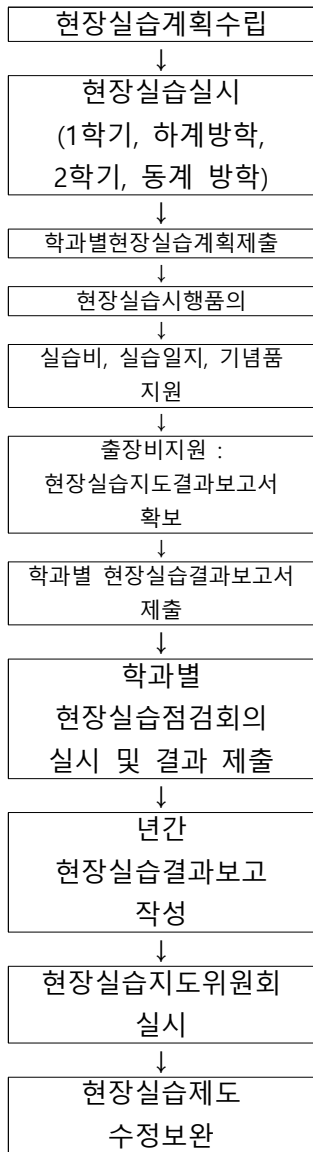 현장실습계획수립
↓
현장실습실시
(1학기, 하계방학,
2학기, 동계 방학)
↓
학과별현장실습계획제출
↓
현장실습시행품의
↓
실습비, 실습일지, 기념품
지원
↓
출장비지원 :
현장실습지도결과보고서
확보
↓
학과별 현장실습결과보고서
제출
↓
학과별
현장실습점검회의
실시 및 결과 제출
↓
년간
현장실습결과보고
작성
↓
현장실습지도위원회
실시
↓
현장실습제도
수정보완